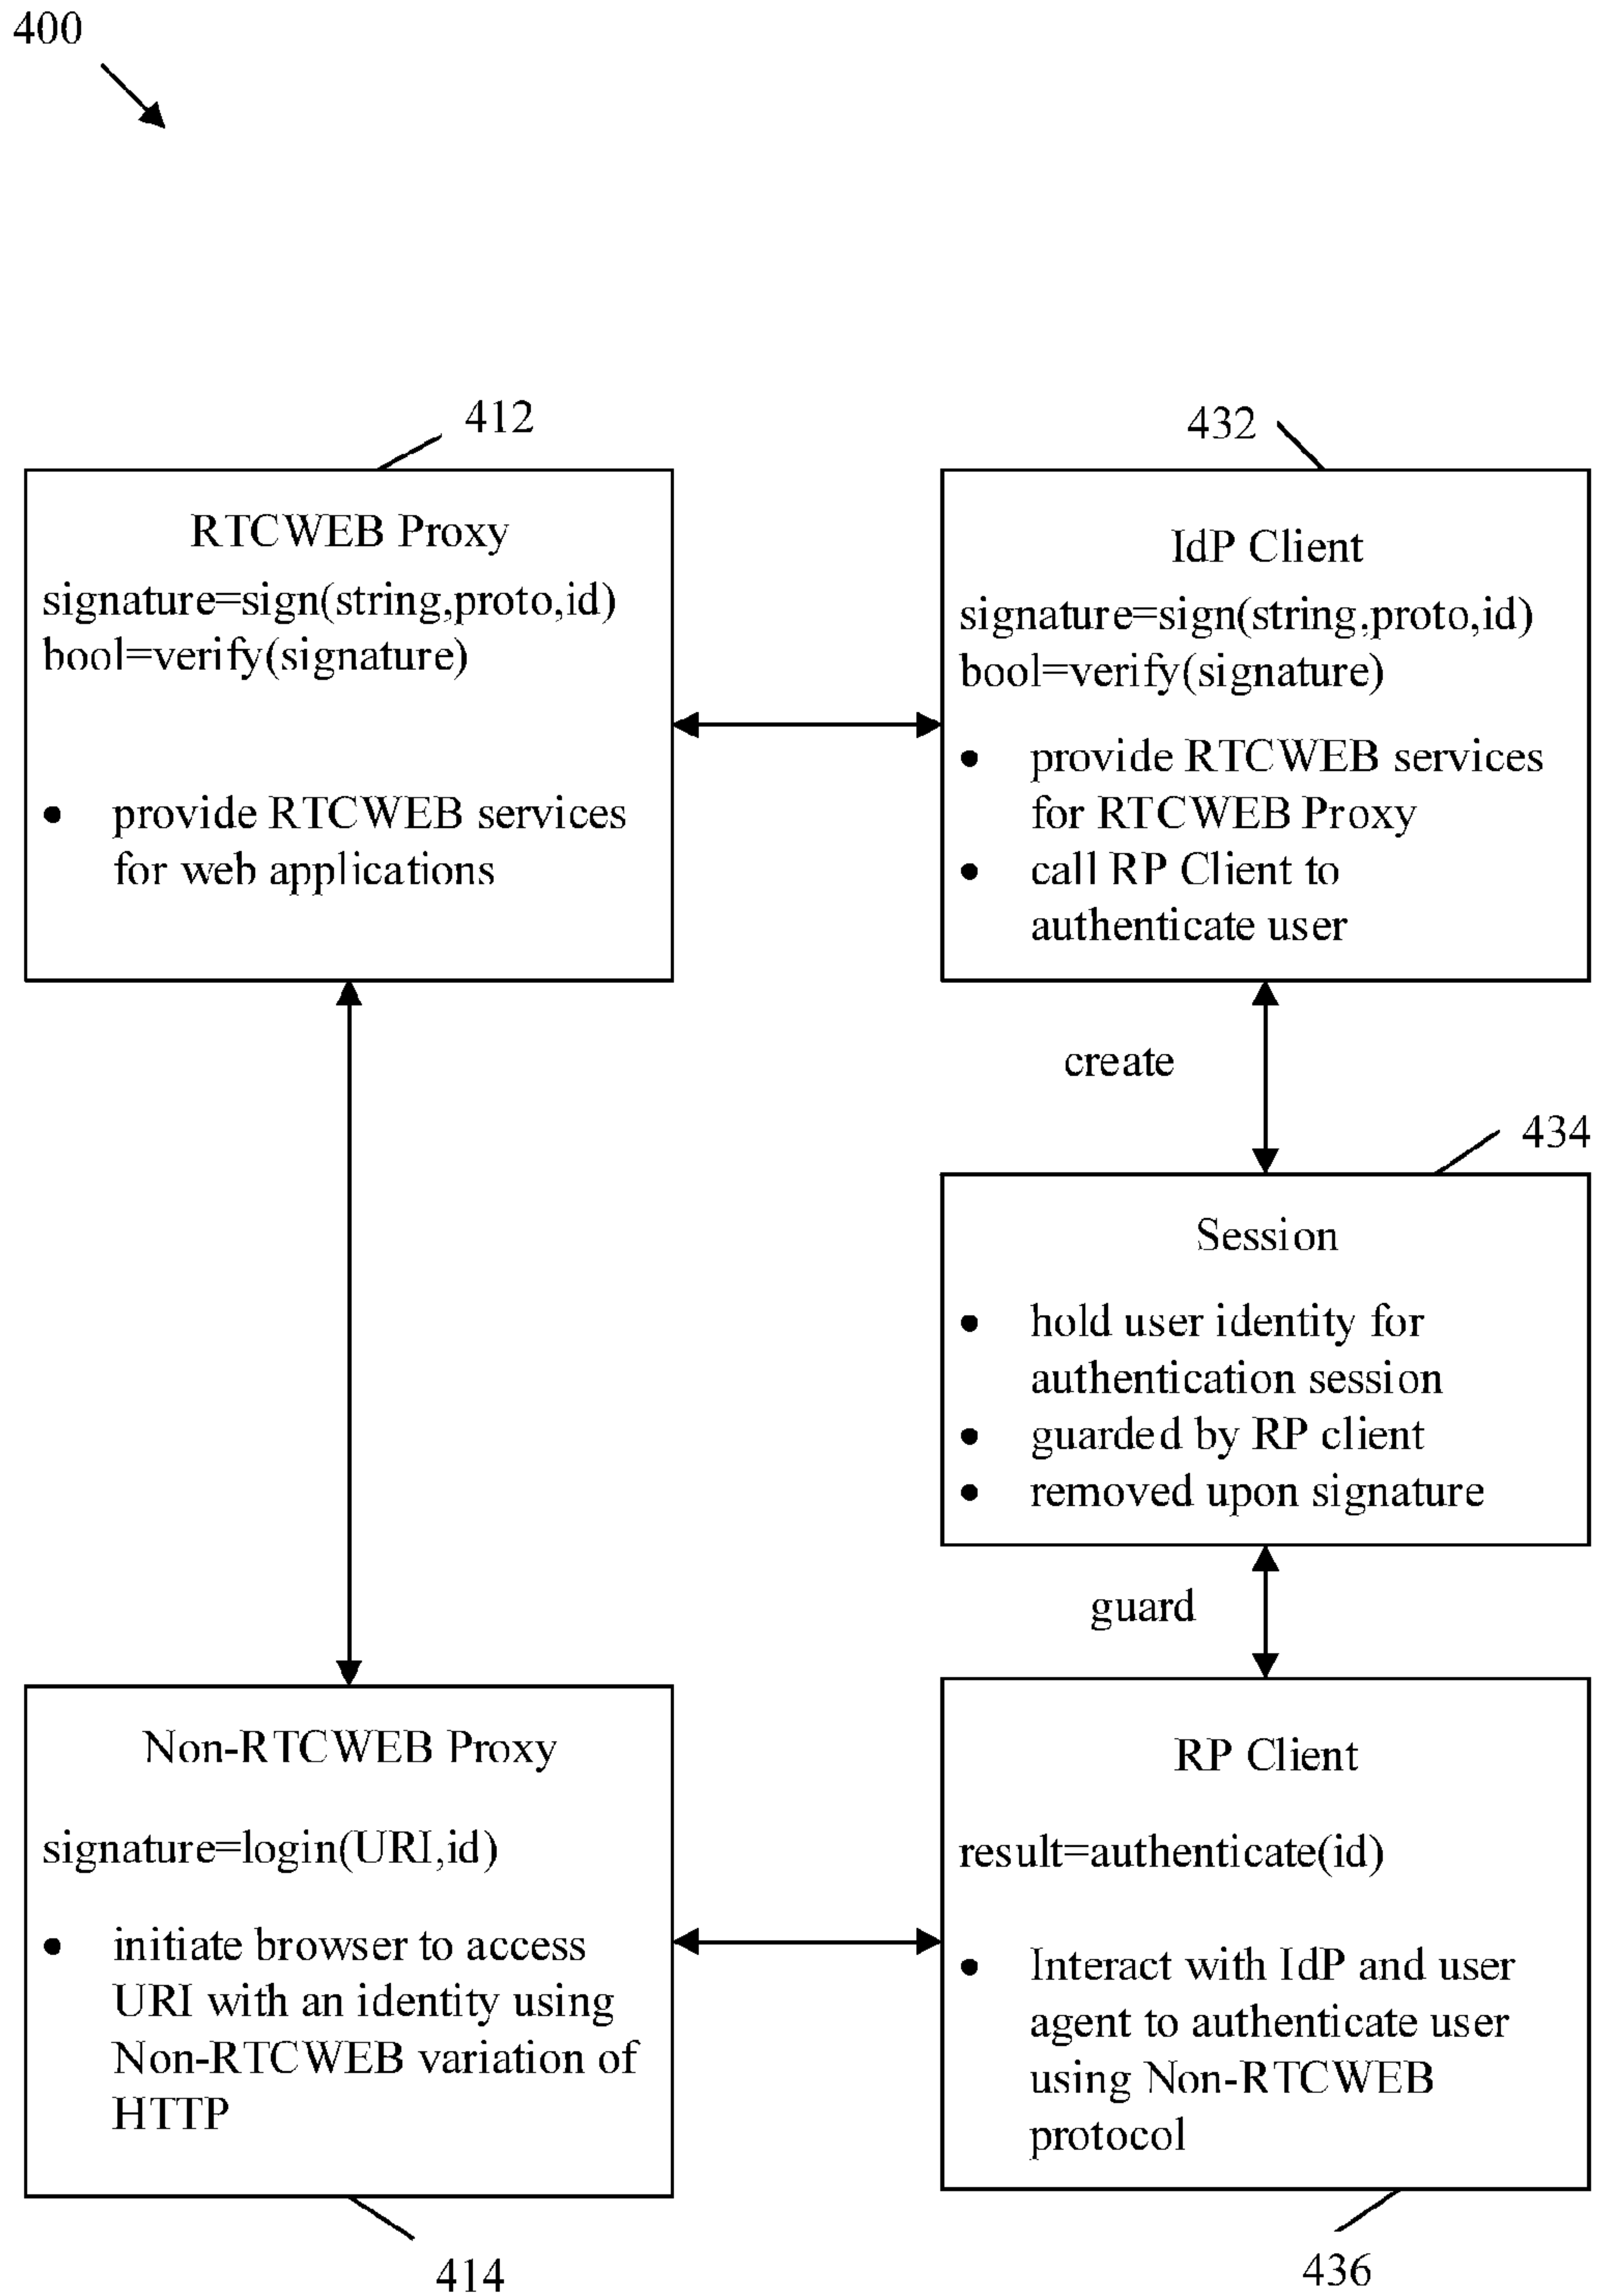 400
412
RTCWEB Proxy
signature=sign(string,proto,id)
bool=verify(signature)
• provide RTCWEB services
for web applications
432
IdP Client
signature=sign(string,proto,id)
bool=verify(signature)
• provide RTCWEB services
for RTCWEB Proxy
• call RP Client to
authenticate user
create
434
Session
• hold user identity for
authentication session
• guarded by RP client
• removed upon signature
guard
Non-RTCWEB Proxy
signature=login(URI,id)
• initiate browser to access
URI with an identity using
Non-RTCWEB variation of
HTTP
414
RP Client
result=authenticate(id)
• Interact with IdP and user
agent to authenticate user
using Non-RTCWEB
protocol
436